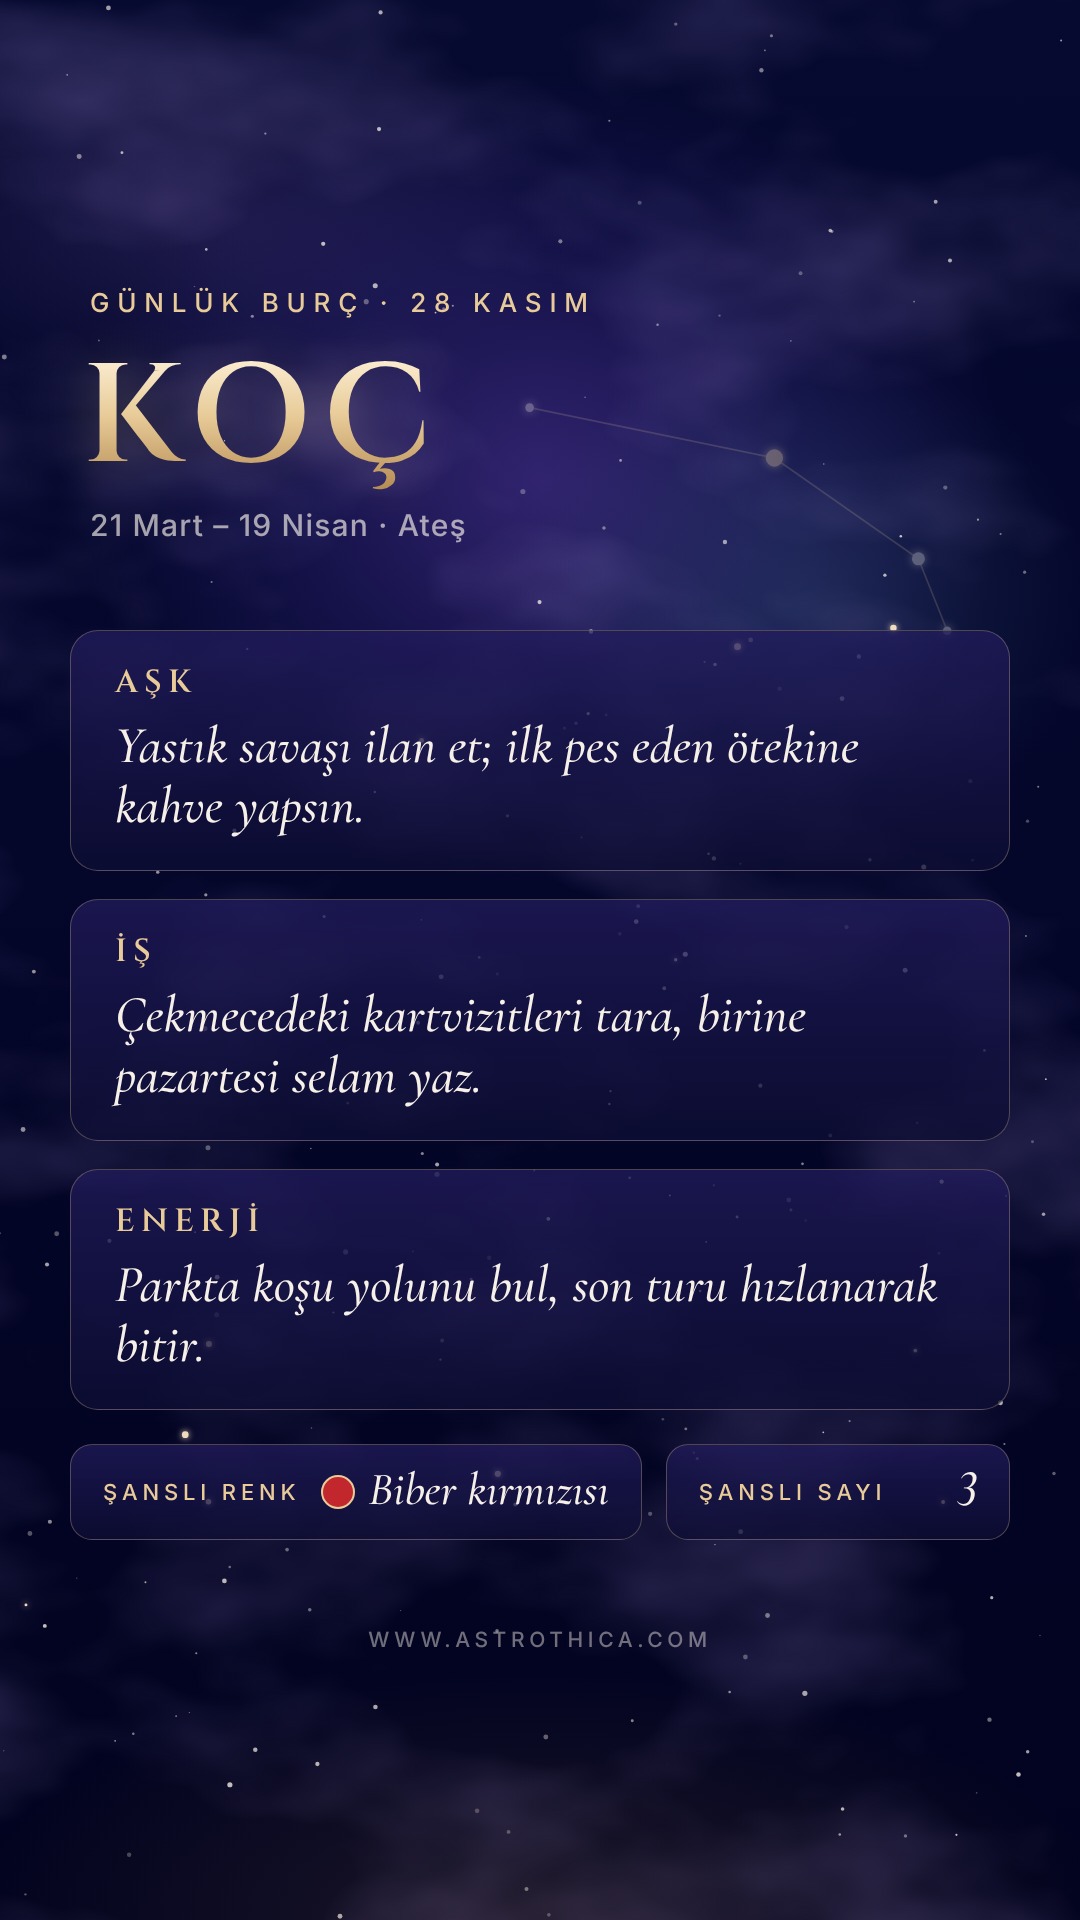 GÜNLÜK BURÇ · 28 KASIM
KOÇ
21 Mart – 19 Nisan · Ateş
AŞK
Yastık savaşı ilan et; ilk pes eden ötekine
kahve yapsın.
İŞ
Çekmecedeki kartvizitleri tara, birine
pazartesi selam yaz.
ENERJİ
Parkta koşu yolunu bul, son turu hızlanarak
bitir.
ŞANSLI RENK Biber kırmızısı
ŞANSLI SAYI 3
WWW.ASTROTHICA.COM